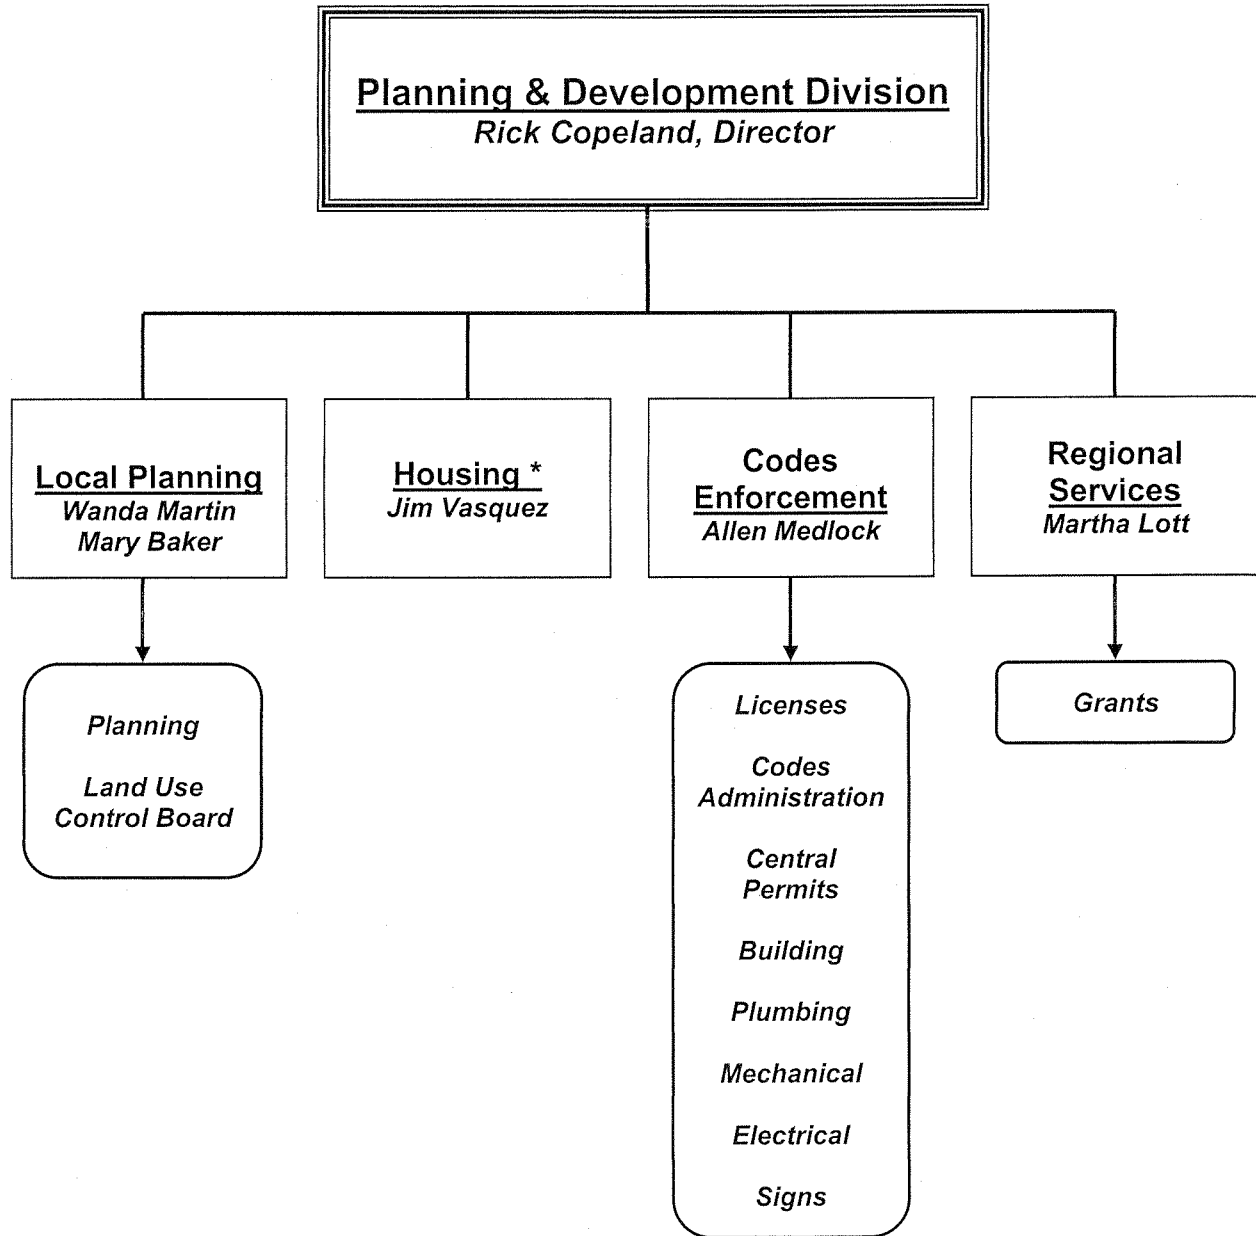 Planning & Development Division
Rick Copeland, Director
Local Planning
Wanda Martin
Mary Baker
Housing *
Jim Vasquez
Codes
Enforcement
Allen Medlock
Regional
Services
Martha Lott
Planning
Land Use
Control Board
Licenses
Codes
Administration
Central
Permits
Building
Plumbing
Mechanical
Electrical
Signs
Grants